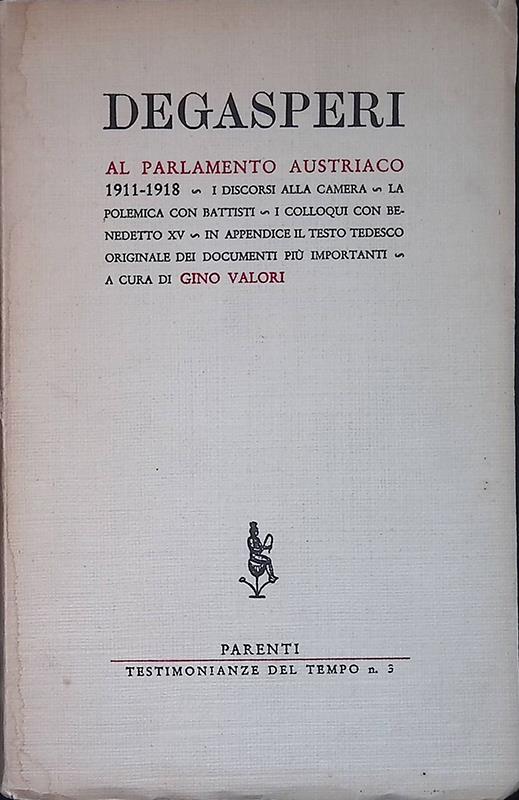 DEGASPERI
AL PARLAMENTO AUSTRIACO
1911-1918 ~ I DISCORSI ALLA CAMERA ~ LA
POLEMICA CON BATTISTI ~ I COLLOQUI CON BE-
NEDETTO XV ~ IN APPENDICE IL TESTO TEDESCO
ORIGINALE DEI DOCUMENTI PIÙ IMPORTANTI ~
A CURA DI GINO VALORI
PARENTI
TESTIMONIANZE DEL TEMPO n. 3